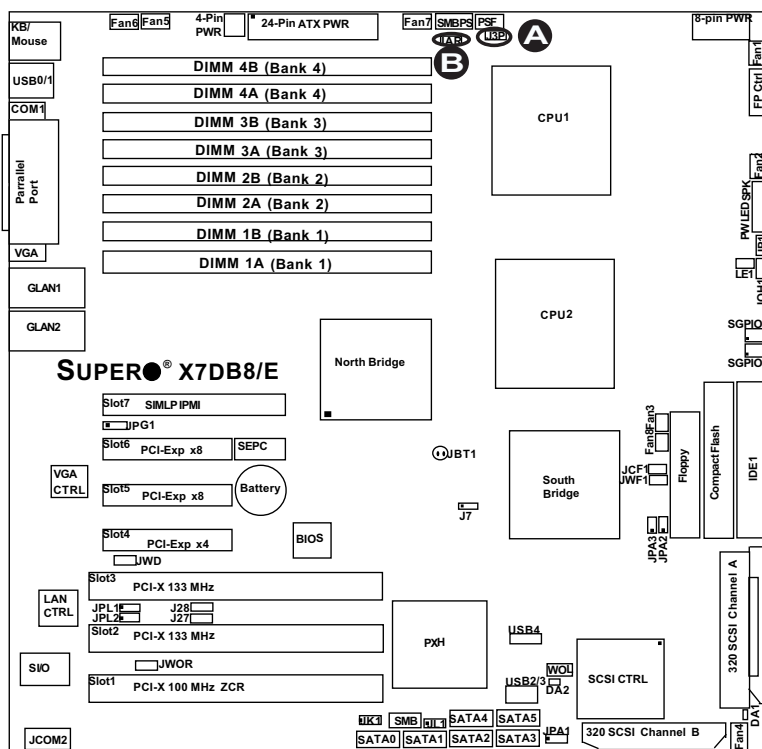 Fan6 Fan5 4-Pin PWR 24-Pin ATX PWR Fan7 SMBPS PSF 8-pin PWR
KB/ Mouse
JAR J3P A
B
Fan1
USB0/1
DIMM 4B (Bank 4)
FP Ctrl
DIMM 4A (Bank 4)
COM1
DIMM 3B (Bank 3)
CPU1
DIMM 3A (Bank 3)
Fan2
Parrallel Port
DIMM 2B (Bank 2)
DIMM 2A (Bank 2)
PWLED SPK
DIMM 1B (Bank 1)
VGA
DIMM 1A (Bank 1)
LE1
JOH1
GLAN1
GLAN2
CPU2
SGPIO
SGPIO
SUPER® X7DB8/E
North Bridge
Slot7 SIMLP IPMI
JPG1
Slot6 PCI-Exp x8 SEPC
Fan8 Fan3
Floppy
CompactFlash
IDE1
JBT1
VGA CTRL
Slot5 PCI-Exp x8
Battery
South Bridge
JCF1
JWF1
J7
Slot4 PCI-Exp x4
BIOS
JPA3
JPA2
JWD
Slot3 PCI-X 133 MHz
LAN CTRL
JPL1 J28
JPL2 J27
Slot2 PCI-X 133 MHz
PXH
USB4
320 SCSI Channel A
SI/O
JWOR
WOL
SCSI CTRL
Slot1 PCI-X 100 MHz ZCR
USB2/3
DA2
DA1
JK1 SMB JL1 SATA4 SATA5
JCOM2
SATA0 SATA1 SATA2 SATA3 JPA1 320 SCSI Channel B Fan4